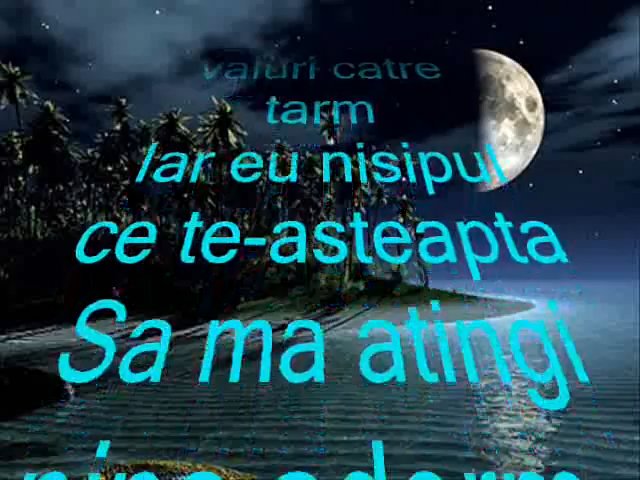 valuri catre
tarm
Iar eu nisipul
ce te-asteapta
Sa ma atingi